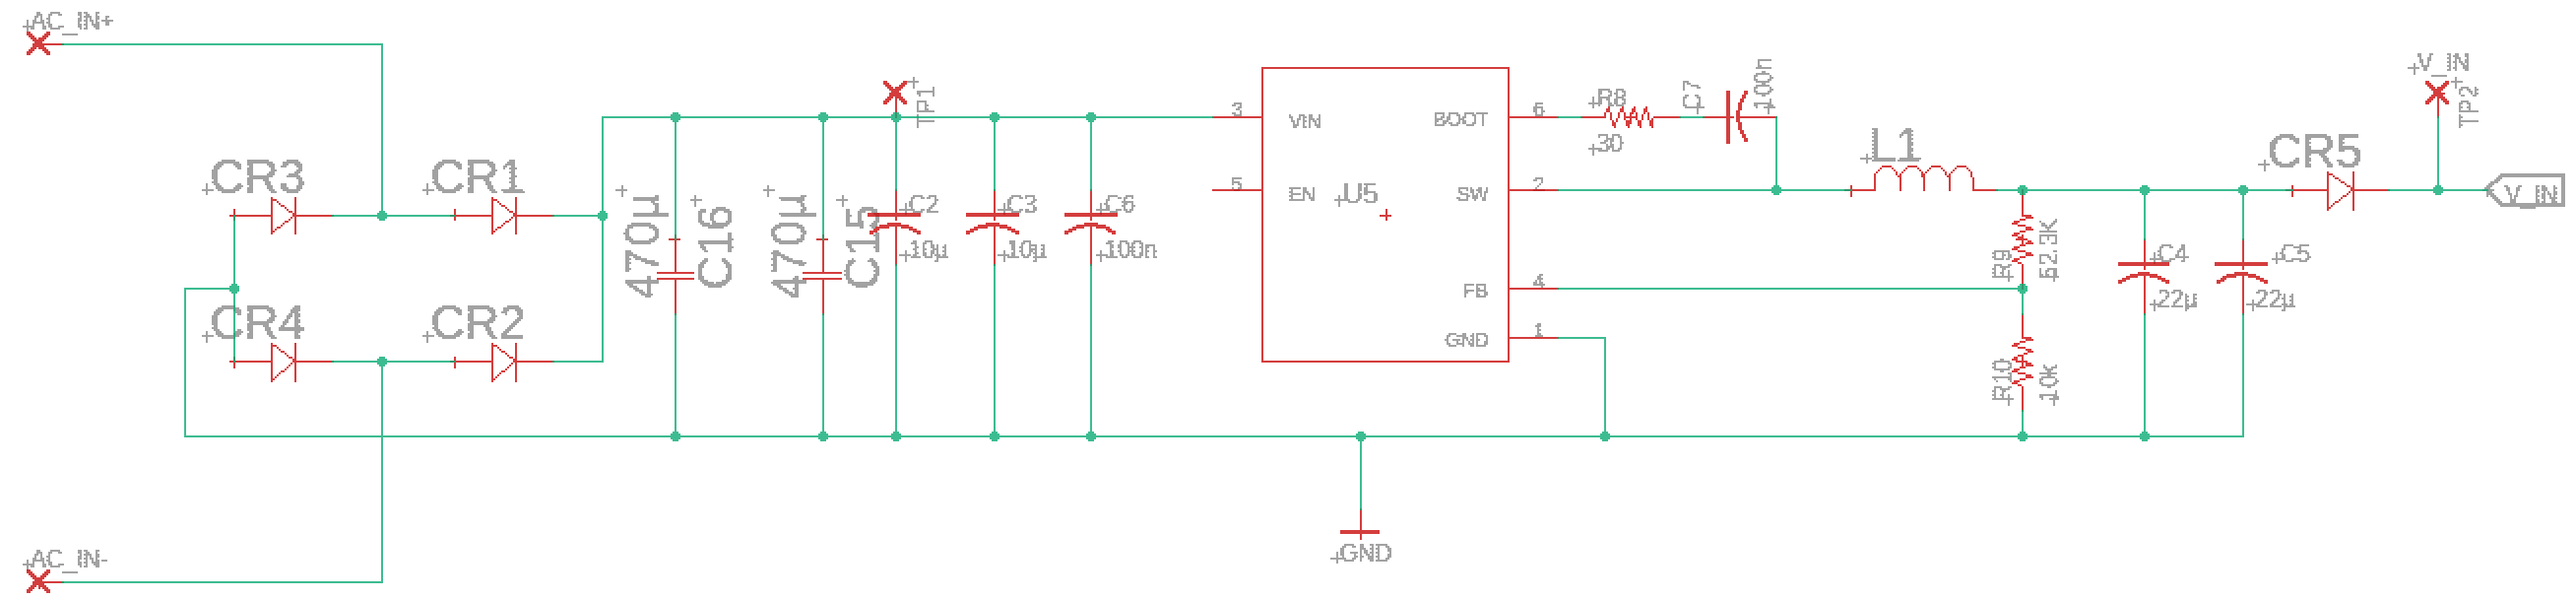 AC_IN+
V_IN
TP1
TP2
C7
100n
R8
30
3
VIN
BOOT
6
L1
CR5
CR3
CR1
470µ
C16
470µ
C15
C2
10µ
C3
10µ
C6
100n
5
EN
U5
SW
2
V_IN
R9
52.3K
C4
22µ
C5
22µ
FB
4
CR4
CR2
GND
1
R10
10K
AC_IN-
GND